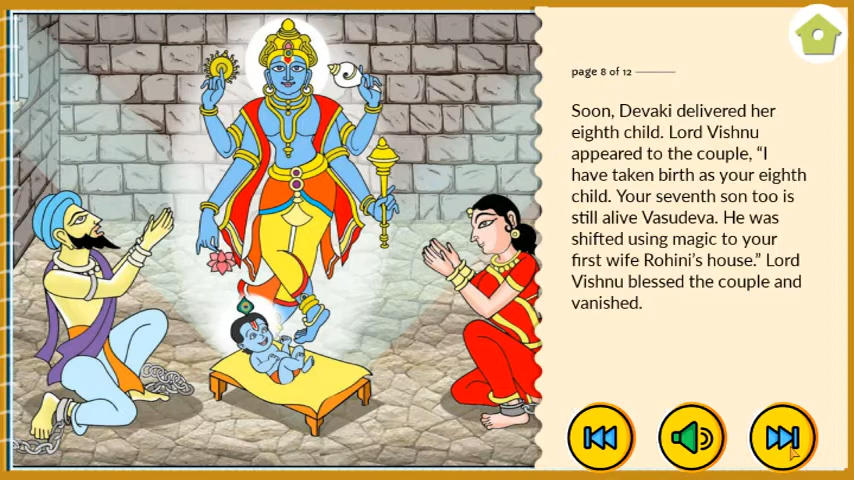 page 8 of 12
Soon, Devaki delivered her
eighth child. Lord Vishnu
appeared to the couple, “I
have taken birth as your eighth
child. Your seventh son too is
still alive Vasudeva. He was
shifted using magic to your
first wife Rohini’s house.” Lord
Vishnu blessed the couple and
vanished.